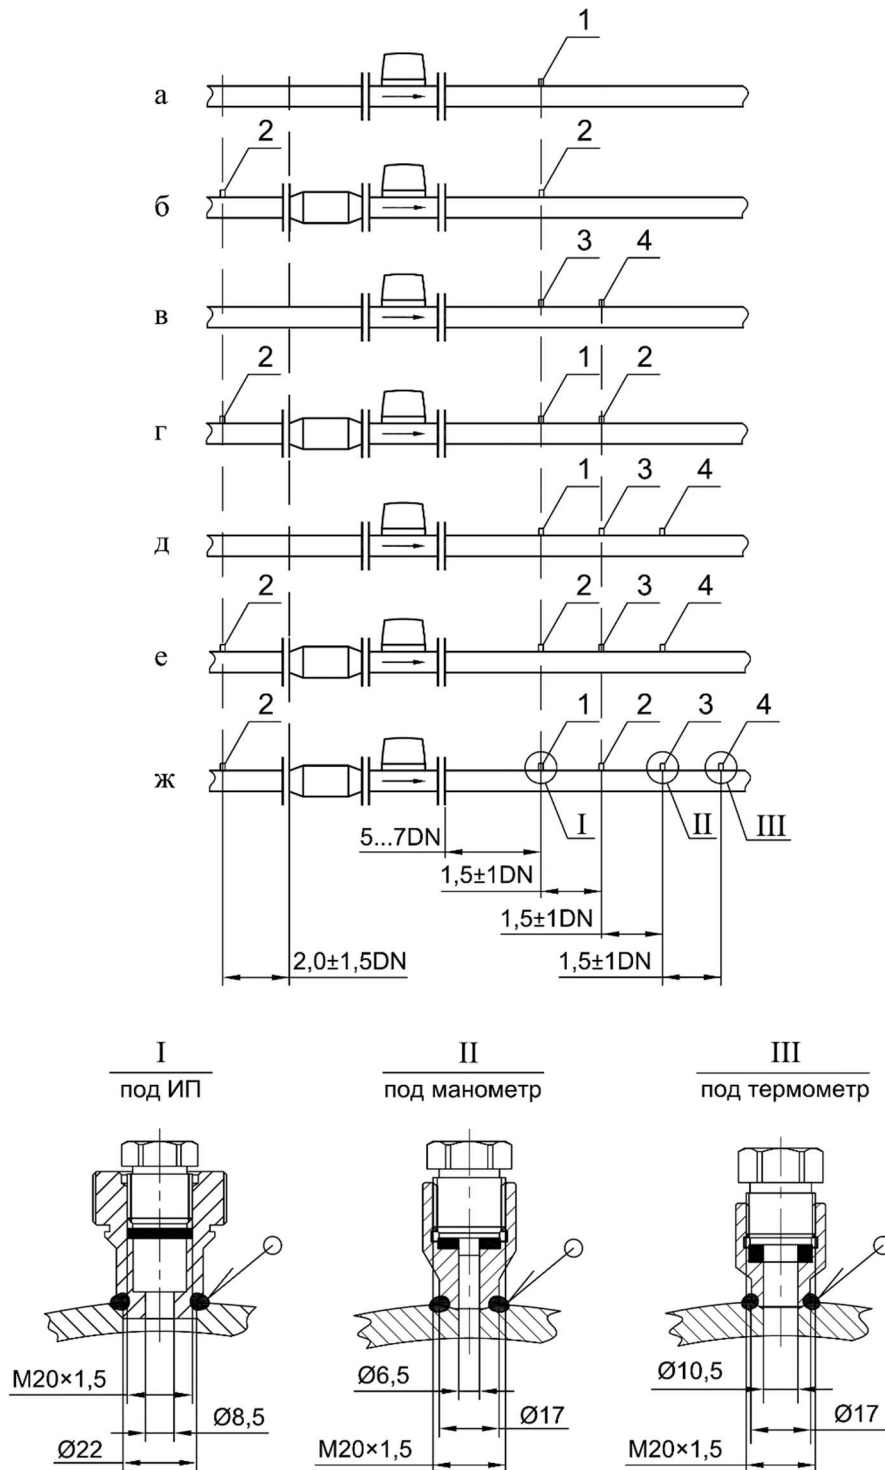 1
а
2 2
б
3 4
в
2 1 2
г
1 3 4
д
2 2 3 4
е
2 1 2 3 4
ж
I II III
5...7DN
1,5±1DN
1,5±1DN
2,0±1,5DN 1,5±1DN
I II III
под ИП под манометр под термометр
M20×1,5 Ø6,5 Ø10,5
Ø8,5 Ø17 Ø17
Ø22 M20×1,5 M20×1,5